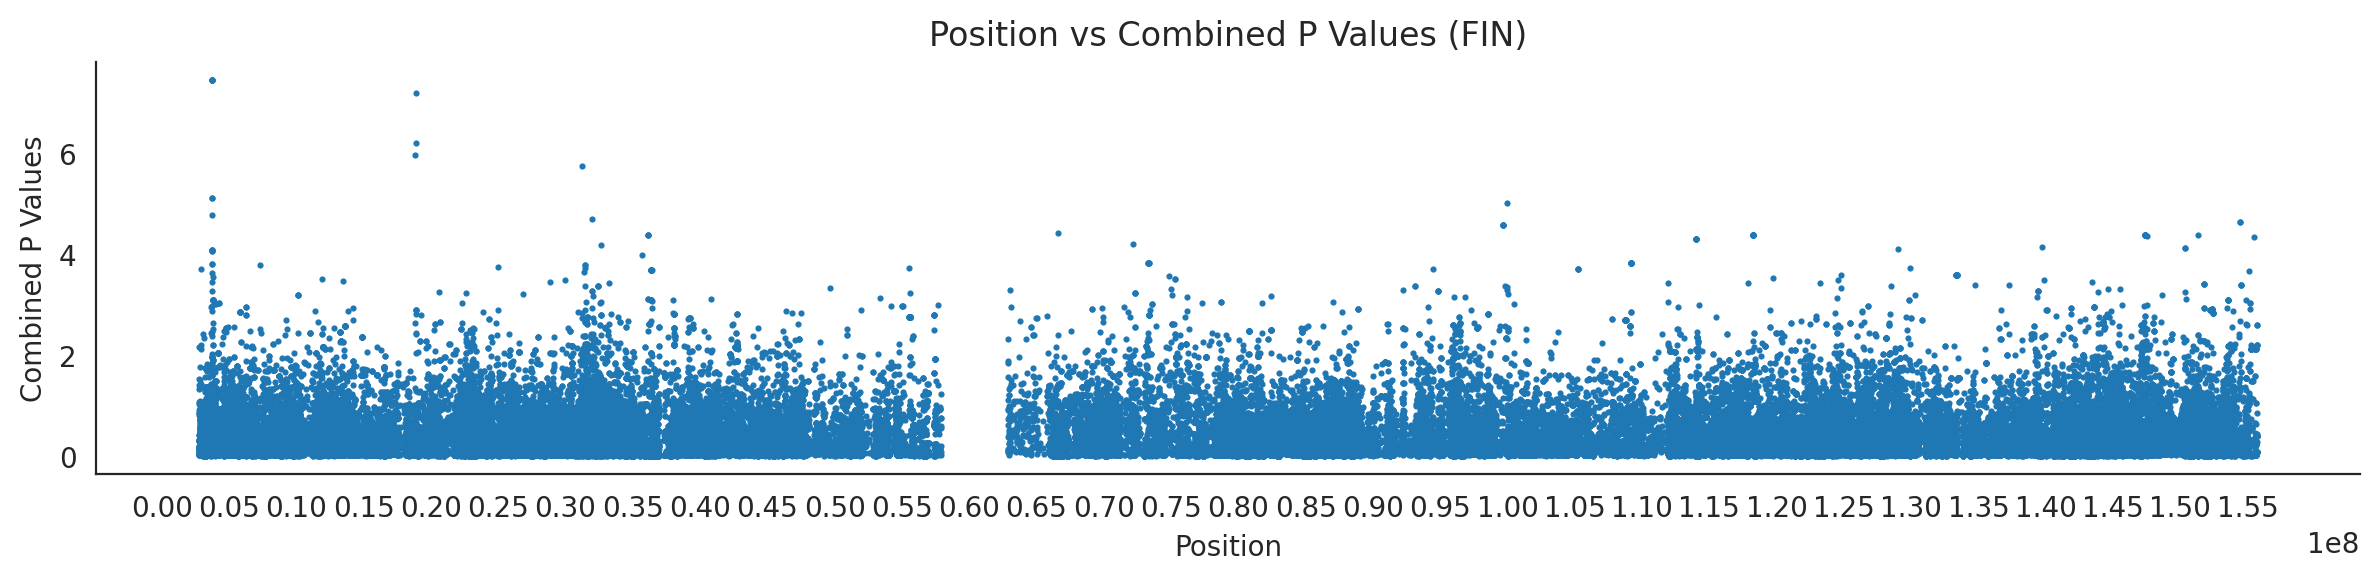 Position vs Combined P Values (FIN)
Combined P Values
6
4
2
0
0.00 0.05 0.10 0.15 0.20 0.25 0.30 0.35 0.40 0.45 0.50 0.55 0.60 0.65 0.70 0.75 0.80 0.85 0.90 0.95 1.00 1.05 1.10 1.15 1.20 1.25 1.30 1.35 1.40 1.45 1.50 1.55
1e8
Position